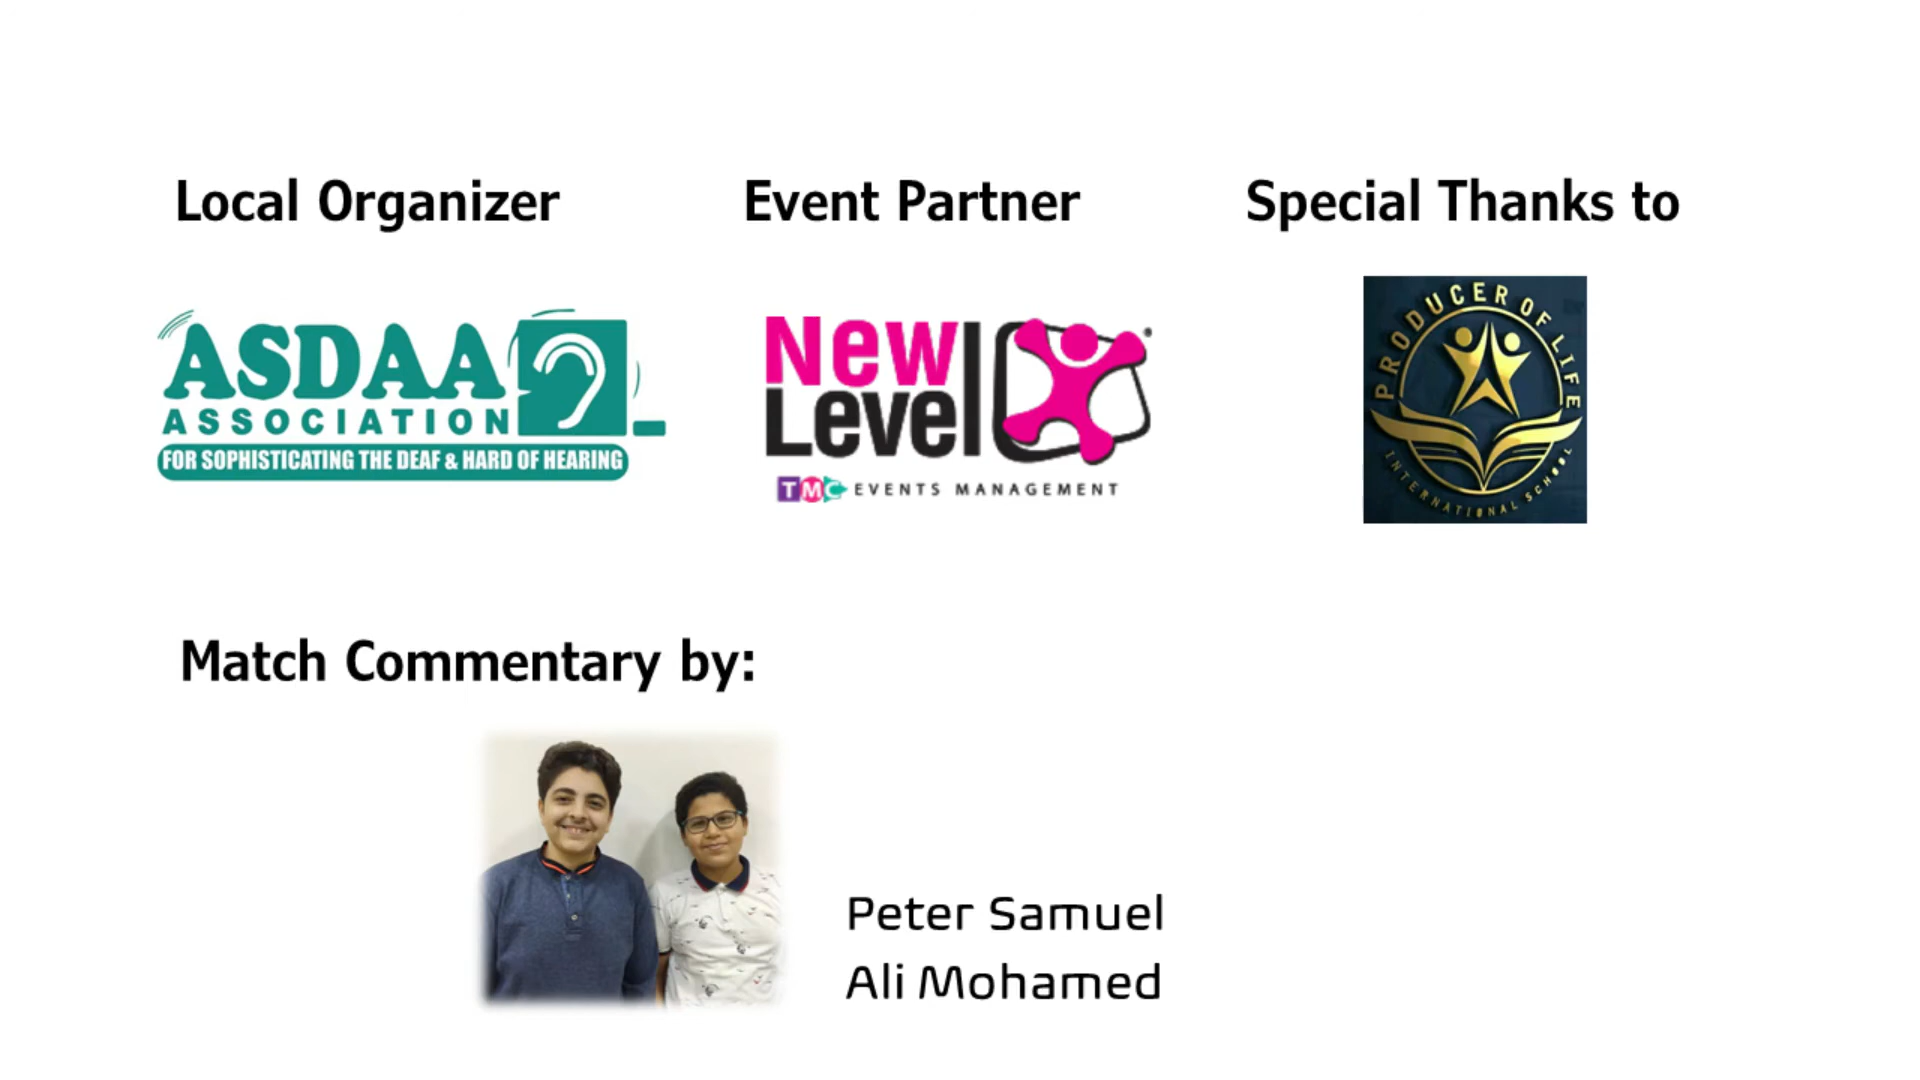 Local Organizer
Event Partner
Special Thanks to
ASDAA
ASSOCIATION
FOR SOPHISTICATING THE DEAF & HARD OF HEARING
New
Level
TMC EVENTS MANAGEMENT
PRODUCER OF LIFE
INTERNATIONAL SCHOOL
Match Commentary by:
Peter Samuel
Ali Mohamed